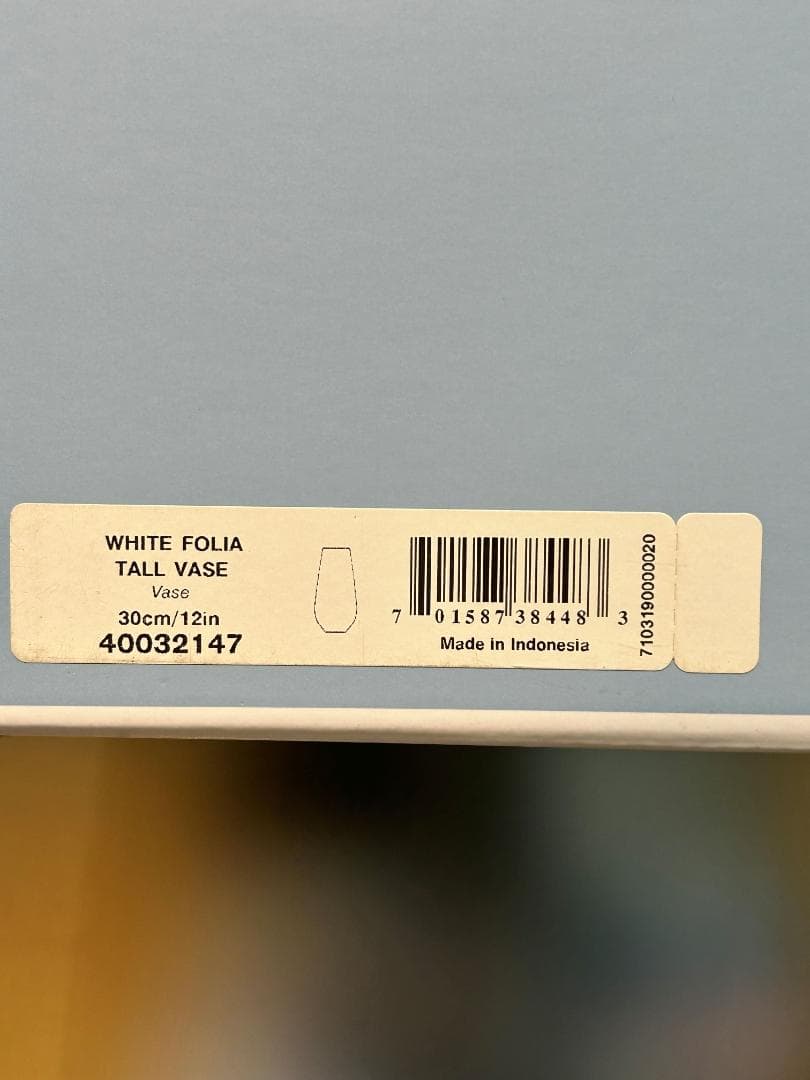 WHITE FOLIA
TALL VASE
Vase
30cm/12in
40032147
7 01587 38448 3
Made in Indonesia
7103190000020